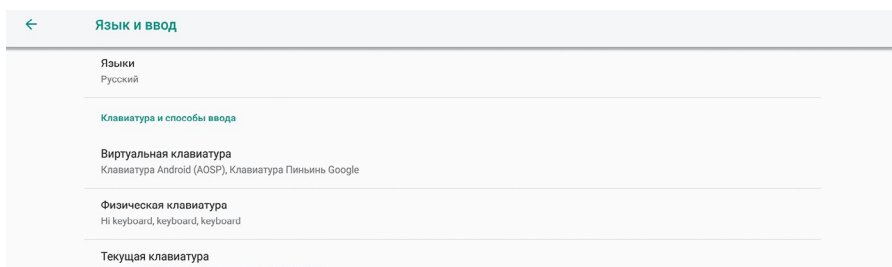 Язык и ввод
Языки
Русский
Клавиатура и способы ввода
Виртуальная клавиатура
Клавиатура Android (AOSP), Клавиатура Пиньинь Google
Физическая клавиатура
Hi keyboard, keyboard, keyboard
Текущая клавиатура